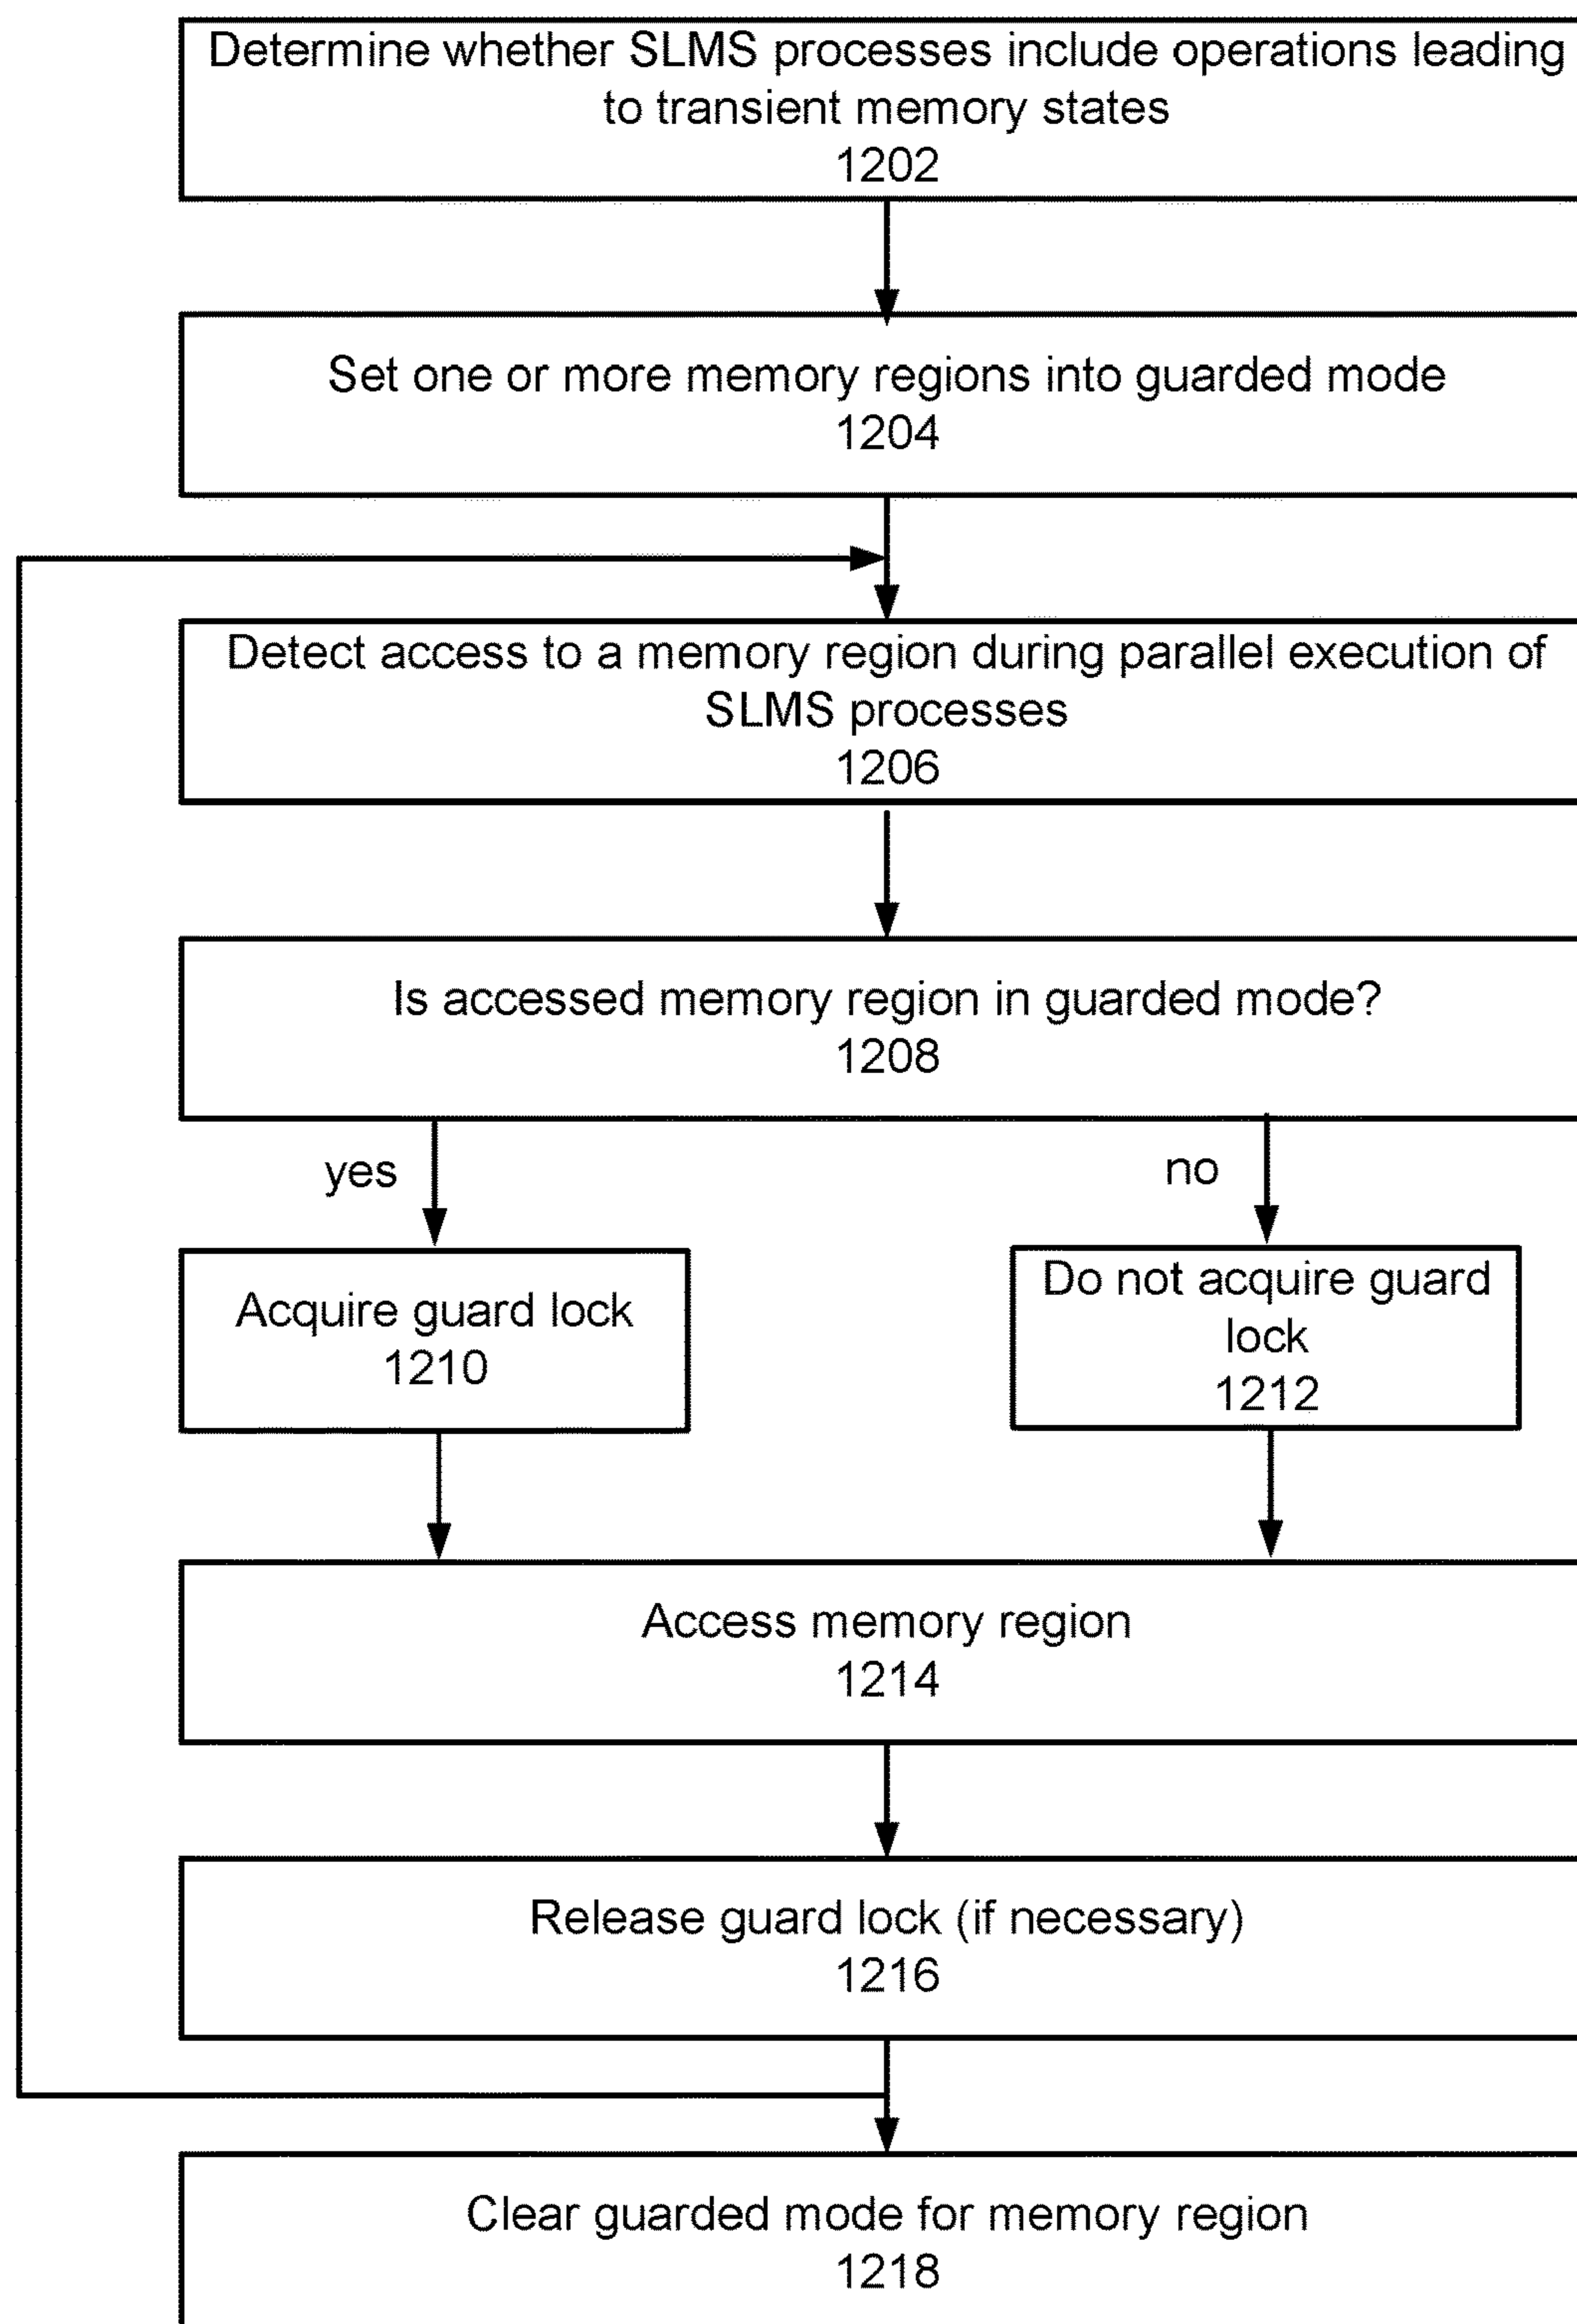 Determine whether SLMS processes include operations leading
to transient memory states
1202
Set one or more memory regions into guarded mode
1204
Detect access to a memory region during parallel execution of
SLMS processes
1206
Is accessed memory region in guarded mode?
1208
yes
no
Acquire guard lock
1210
Do not acquire guard
lock
1212
Access memory region
1214
Release guard lock (if necessary)
1216
Clear guarded mode for memory region
1218